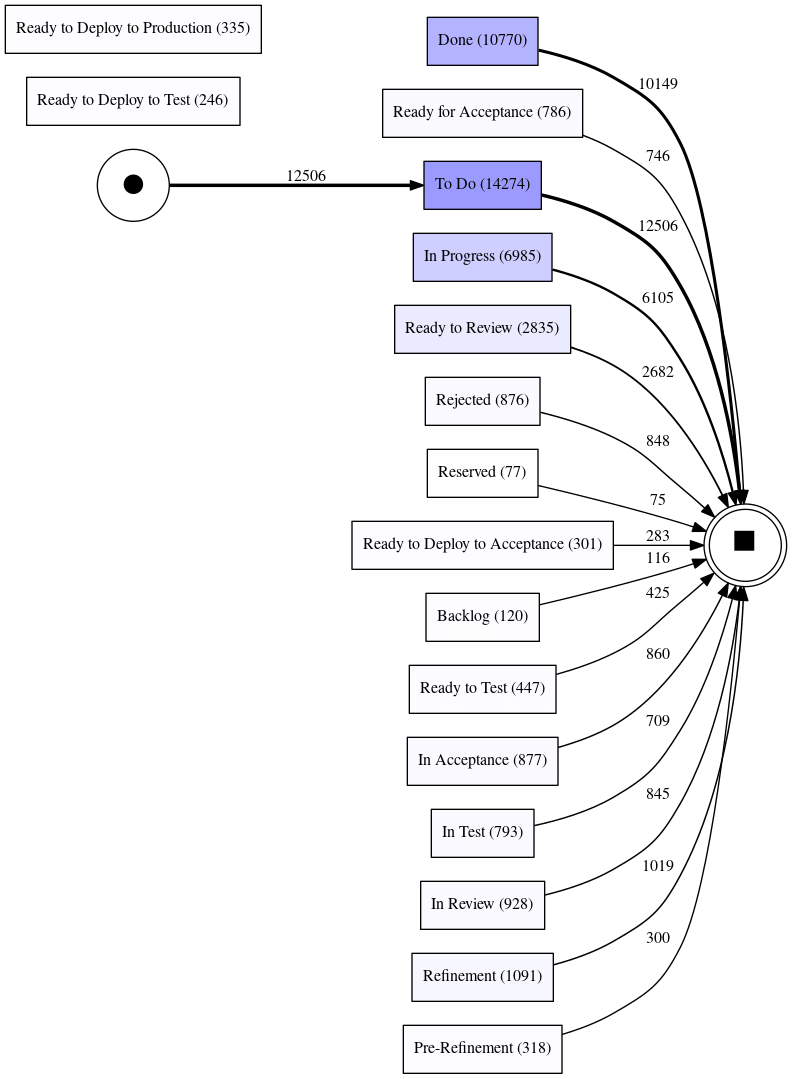 Ready to Deploy to Production (335)
Done (10770)
10149
Ready to Deploy to Test (246)
Ready for Acceptance (786)
746
12506
To Do (14274)
12506
In Progress (6985)
6105
Ready to Review (2835)
2682
Rejected (876)
848
Reserved (77)
75
Ready to Deploy to Acceptance (301)
283
116
Backlog (120)
425
Ready to Test (447)
860
In Acceptance (877)
709
In Test (793)
845
In Review (928)
1019
Refinement (1091)
300
Pre-Refinement (318)